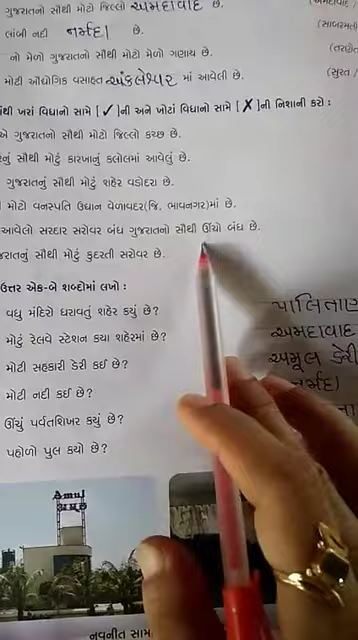 ગુજરાતનો સૌથી મોટો જિલ્લો અમદાવાદ છે.
લાંબી નદી નર્મદા છે.
(સાબરમતી
નો મેળો ગુજરાતનો સૌથી મોટો મેળો ગણાય છે.
મોટી ઔદ્યોગિક વસાહત અંકલેશ્વર માં આવેલી છે.
(સુરત /
ખરાં વિધાનો સામે [✓]ની અને ખોટાં વિધાનો સામે [✗]ની નિશાની કરો :
એ ગુજરાતનો સૌથી મોટો જિલ્લો કચ્છ છે.
નું સૌથી મોટું કારખાનું કલોલમાં આવેલું છે.
ગુજરાતનું સૌથી મોટું શહેર વડોદરા છે.
મોટો વનસ્પતિ ઉદ્યાન વેળાવદર(જિ. ભાવનગર)માં છે.
આવેલો સરદાર સરોવર બંધ ગુજરાતનો સૌથી ઊંચો બંધ છે.
રાતનું સૌથી મોટું કુદરતી સરોવર છે.
ઉત્તર એક-બે શબ્દોમાં લખો :
વધુ મંદિરો ધરાવતું શહેર કયું છે?
પાલિતાણ
મોટું રેલવે સ્ટેશન કયા શહેરમાં છે?
અમદાવાદ
મોટી સહકારી ડેરી કઈ છે?
અમૂલ ડેરી
મોટી નદી કઈ છે?
નર્મદા
ઊંચું પર્વતશિખર કયું છે?
પહોળો પુલ કયો છે?
Amul
અમૂલ
નવનીત સામ